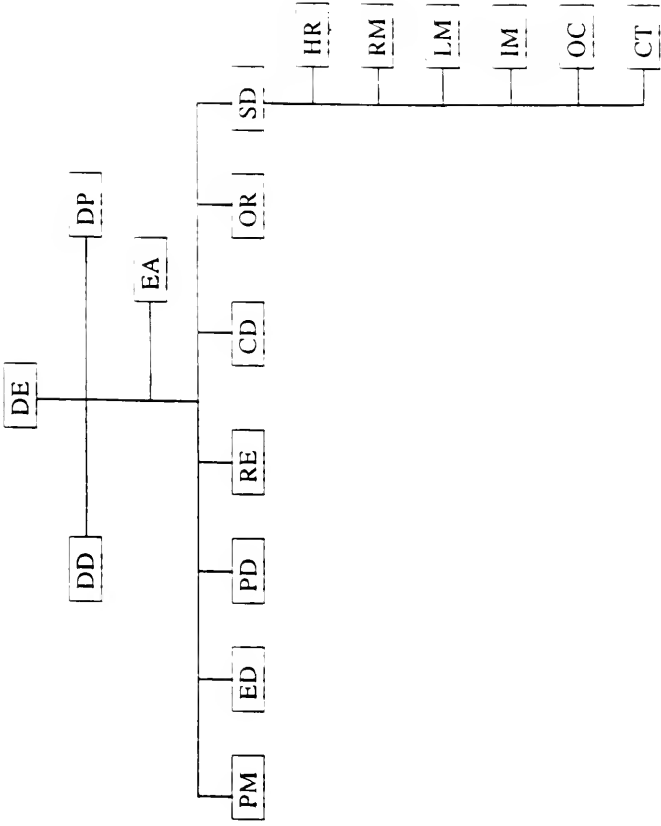 DE
DD DP
EA
PM ED PD RE CD OR SD
HR
RM
LM
IM
OC
CT